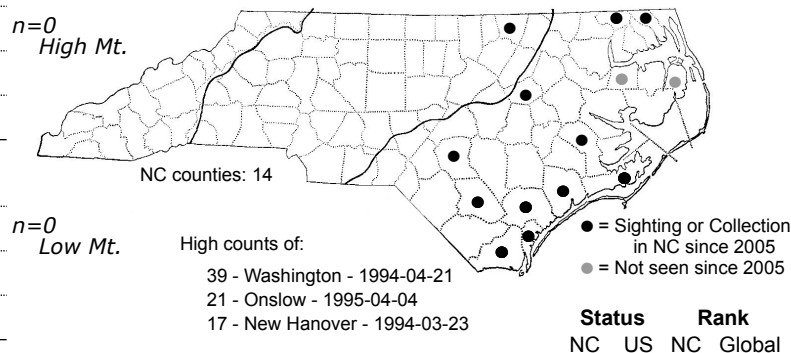 n=0
High Mt.
NC counties: 14
n=0
Low Mt.
High counts of:
39 - Washington - 1994-04-21
21 - Onslow - 1995-04-04
17 - New Hanover - 1994-03-23
= Sighting or Collection
in NC since 2005
= Not seen since 2005
Status Rank
NC US NC Global